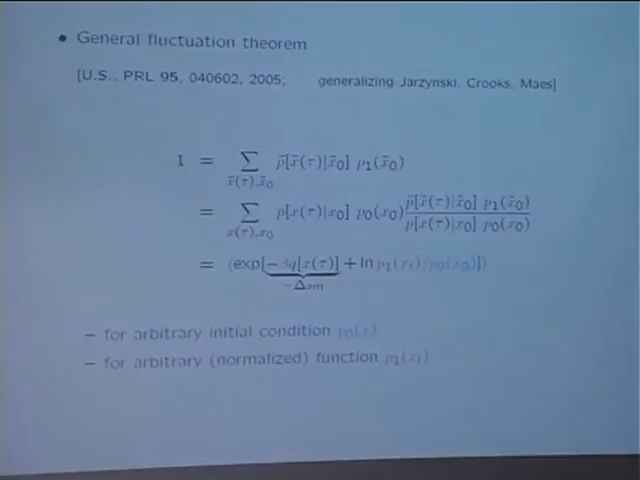 • General fluctuation theorem
[U.S., PRL 95, 040602, 2005; generalizing Jarzynski, Crooks, Maes]
1 = ∑ p̃[x̃(τ)|x̃₀] p₁(x̃₀)
x̃(τ),x̃₀
= ∑ p[x(τ)|x₀] p₀(x₀) p̃[x̃(τ)|x̃₀] p₁(x̃₀) / p[x(τ)|x₀] p₀(x₀)
x(τ),x₀
= ⟨exp[−βq[x(τ)] + ln p₁(xₜ)/p₀(x₀)]⟩
− for arbitrary initial condition p₀(x)
− for arbitrary (normalized) function p₁(xₜ)